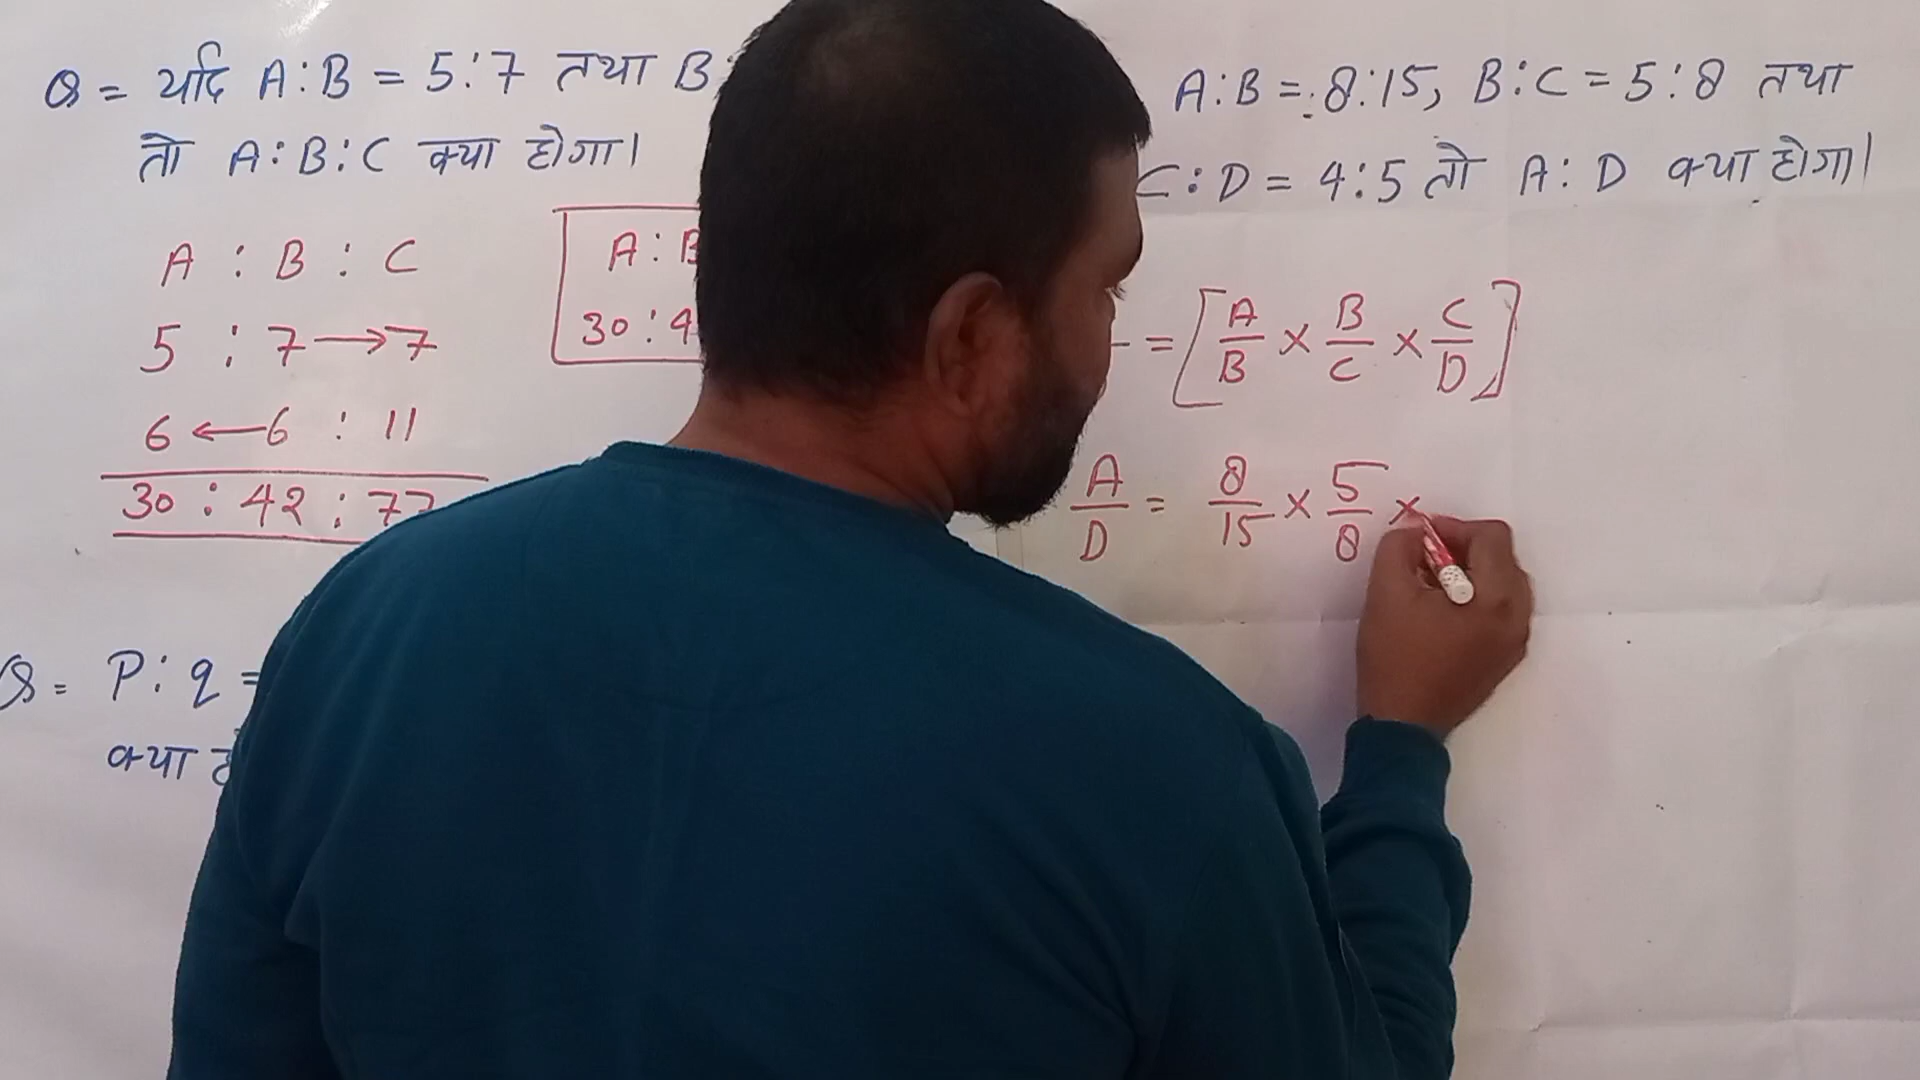 Q = यदि A:B = 5:7 तथा B:
तो A:B:C क्या होगा।
A : B : C
5 : 7 → 7
6 ← 6 : 11
30 : 42 : 77
A : B
30 : 4
Q = P : q =
क्या
A:B = 8:15, B:C = 5:8 तथा
C:D = 4:5 तो A:D क्या होगा।
= [A/B × B/C × C/D]
A/D = 8/15 × 5/8 ×